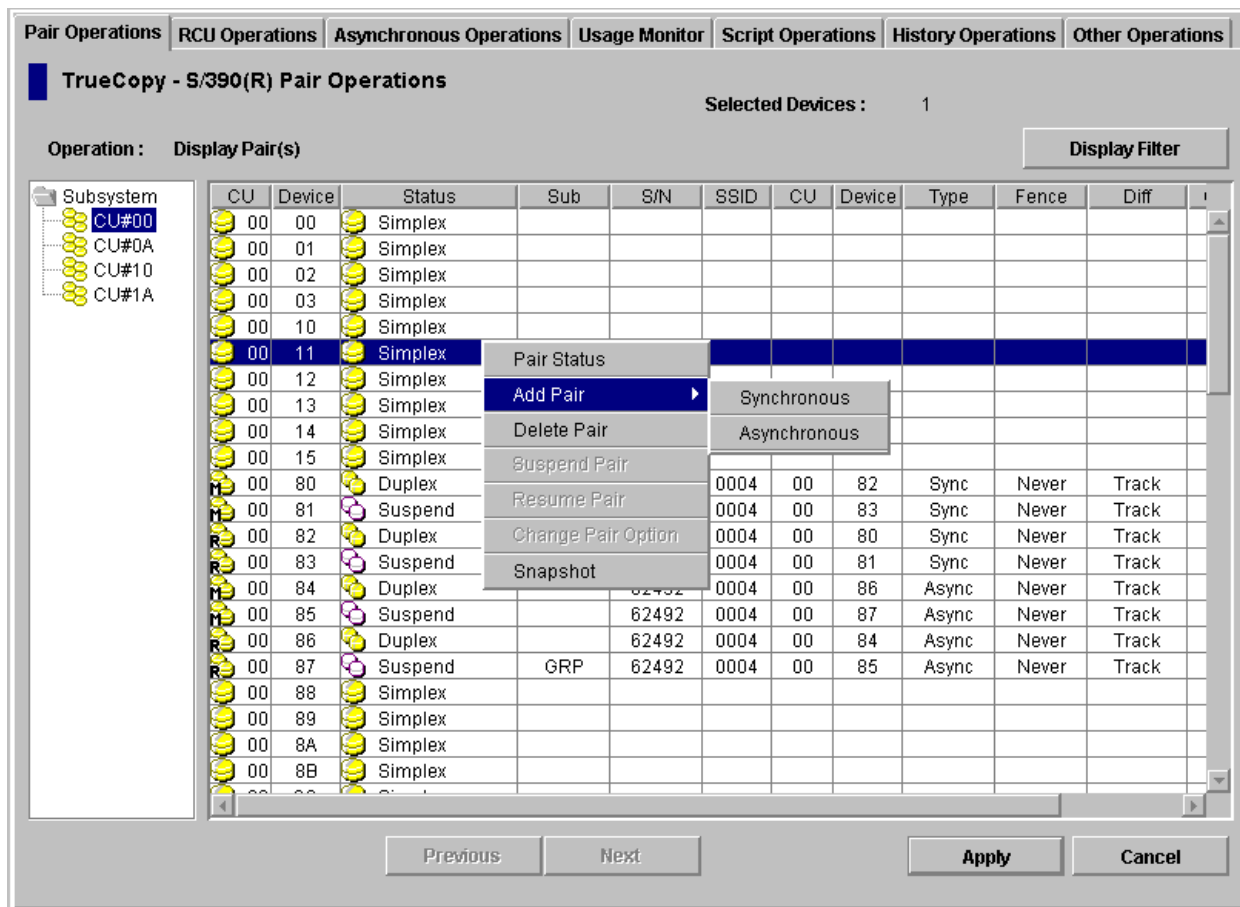 Pair Operations RCU Operations Asynchronous Operations Usage Monitor Script Operations History Operations Other Operations
TrueCopy - S/390(R) Pair Operations
Selected Devices : 1
Operation : Display Pair(s) Display Filter
Subsystem
CU#00
CU#0A
CU#10
CU#1A
CU Device Status Sub S/N SSID CU Device Type Fence Diff
00 00 Simplex
00 01 Simplex
00 02 Simplex
00 03 Simplex
00 10 Simplex
00 11 Simplex
00 12 Simplex
00 13 Simplex
00 14 Simplex
00 15 Simplex
M 00 80 Duplex 0004 00 82 Sync Never Track
M 00 81 Suspend 0004 00 83 Sync Never Track
R 00 82 Duplex 0004 00 80 Sync Never Track
R 00 83 Suspend 0004 00 81 Sync Never Track
M 00 84 Duplex 62492 0004 00 86 Async Never Track
M 00 85 Suspend 62492 0004 00 87 Async Never Track
R 00 86 Duplex 62492 0004 00 84 Async Never Track
R 00 87 Suspend GRP 62492 0004 00 85 Async Never Track
00 88 Simplex
00 89 Simplex
00 8A Simplex
00 8B Simplex
Pair Status
Add Pair
Delete Pair
Suspend Pair
Resume Pair
Change Pair Option
Snapshot
Synchronous
Asynchronous
Previous Next Apply Cancel